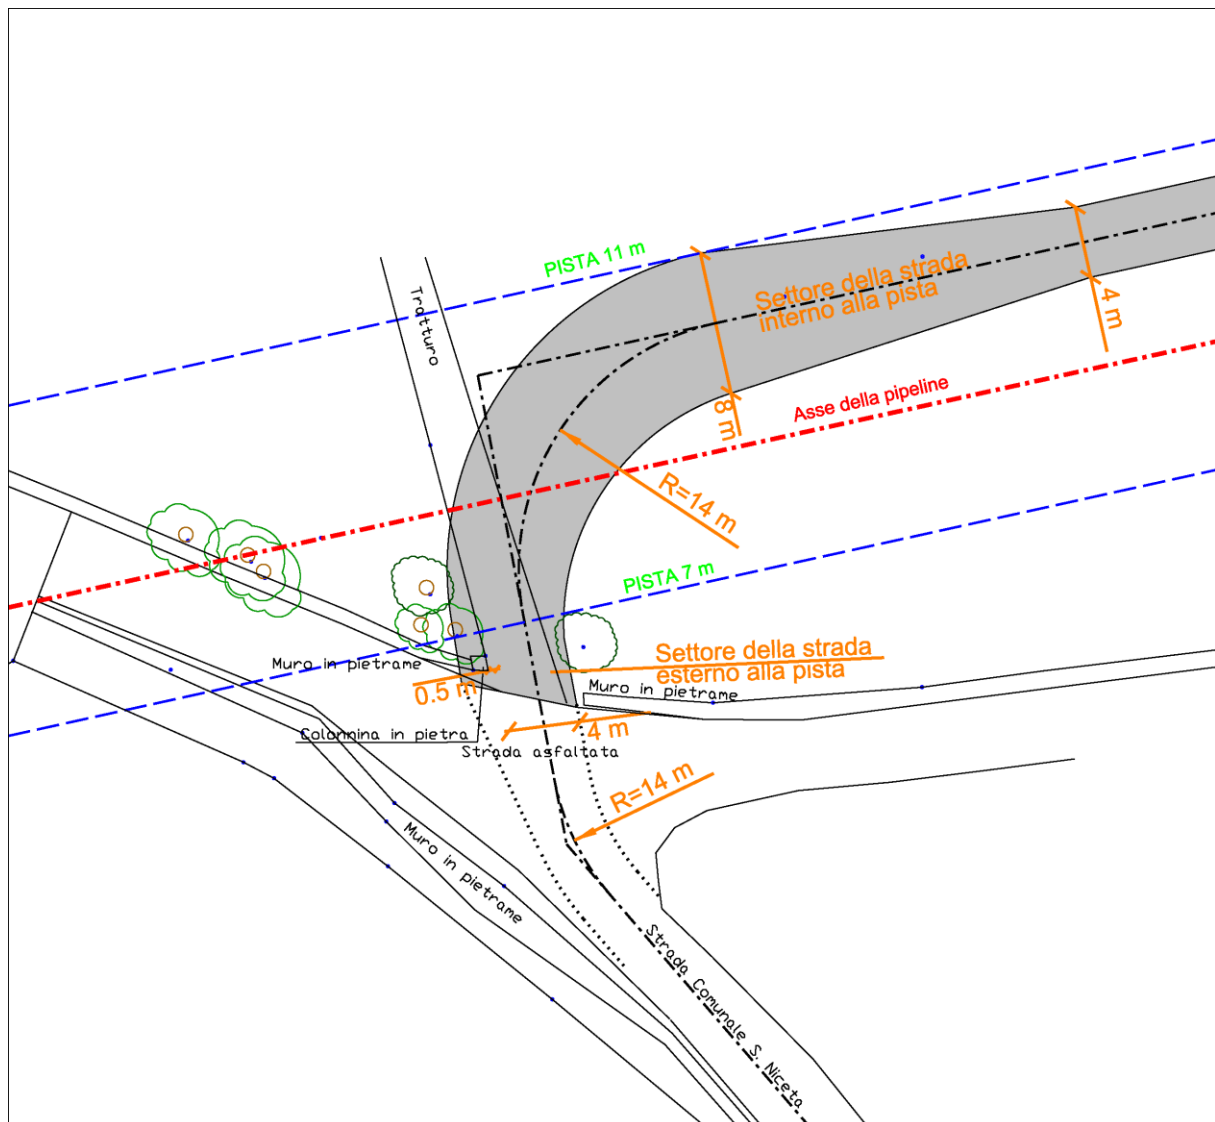 PISTA 11 m
Tratturo
Settore della strada
interno alla pista
4 m
8 m
Asse della pipeline
R=14 m
PISTA 7 m
Muro in pietrame
Settore della strada
esterno alla pista
0.5 m
Muro in pietrame
Colonnina in pietra
4 m
Strada asfaltata
R=14 m
Muro in pietrame
Strada Comunale S. Niceta